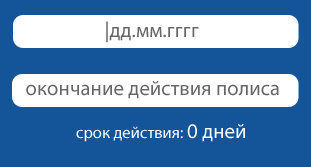 дд.мм.гггг
окончание действия полиса
срок действия: 0 дней